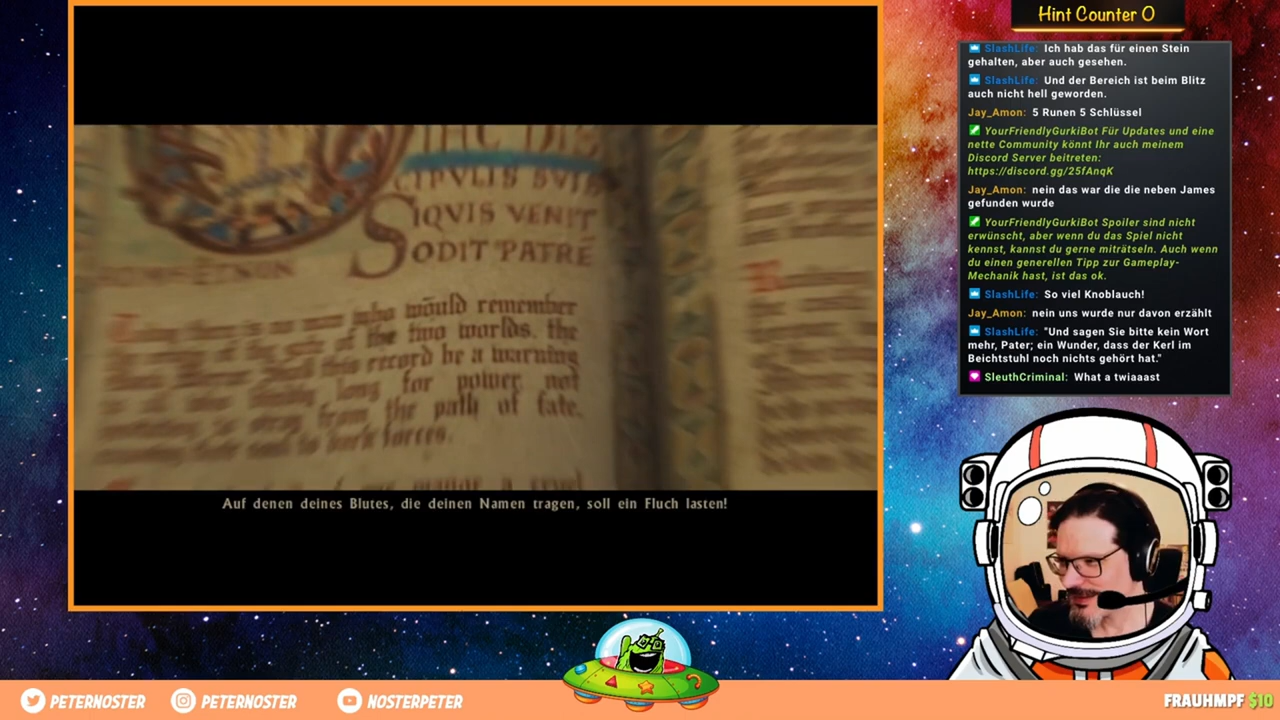 Hint Counter 0
SlashLife: Ich hab das für einen Stein
gehalten, aber auch gesehen.
SlashLife: Und der Bereich ist beim Blitz
auch nicht hell geworden.
Jay_Amon: 5 Runen 5 Schlüssel
YourFriendlyGurkiBot Für Updates und eine
nette Community könnt Ihr auch meinem
Discord Server beitreten:
https://discord.gg/25fAnqK
Jay_Amon: nein das war die die neben James
gefunden wurde
YourFriendlyGurkiBot Spoiler sind nicht
erwünscht, aber wenn du das Spiel nicht
kennst, kannst du gerne miträtseln. Auch wenn
du einen generellen Tipp zur Gameplay-
Mechanik hast, ist das ok.
SlashLife: So viel Knoblauch!
Jay_Amon: nein uns wurde nur davon erzählt
SlashLife: "Und sagen Sie bitte kein Wort
mehr, Pater; ein Wunder, dass der Kerl im
Beichtstuhl noch nichts gehört hat."
SleuthCriminal: What a twiaaast
SIQVIS VENIT
SODIT PATRĒ
who would remember
of the two worlds. the
this record be a warning
long for power not
from the path of fate.
to dark forces.
Auf denen deines Blutes, die deinen Namen tragen, soll ein Fluch lasten!
PETERNOSTER
PETERNOSTER
NOSTERPETER
FRAUHMPF $10